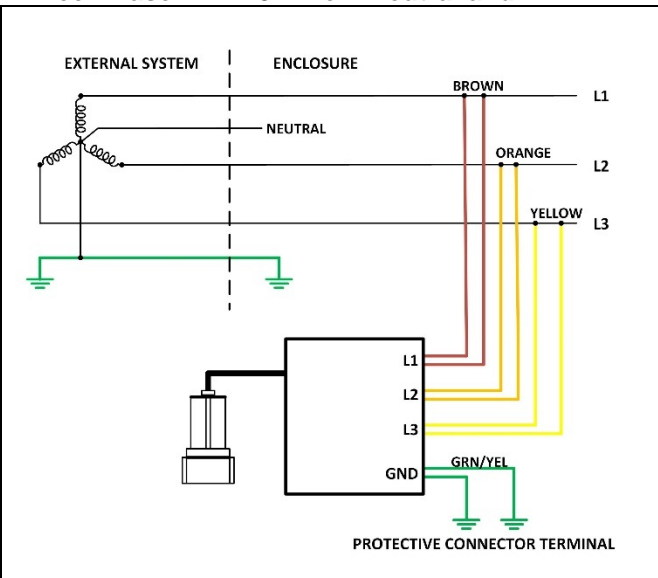 EXTERNAL SYSTEM ENCLOSURE
BROWN
L1
NEUTRAL
ORANGE
L2
YELLOW
L3
L1
L2
L3
GND
GRN/YEL
PROTECTIVE CONNECTOR TERMINAL